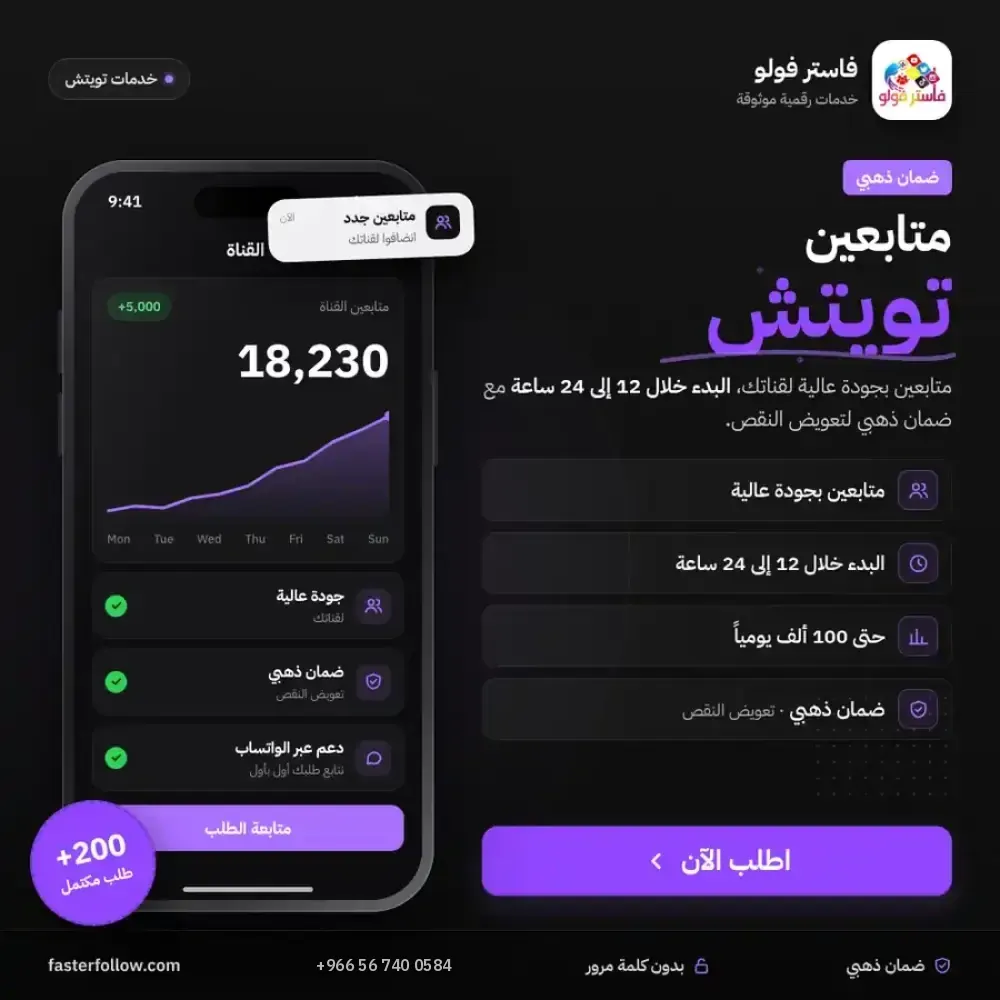 فاستر فولو
فاستر فولو
خدمات رقمية موثوقة
خدمات تويتش
ضمان ذهبي
متابعين
تويتش
متابعين بجودة عالية لقناتك، البدء خلال 12 إلى 24 ساعة مع
ضمان ذهبي لتعويض النقص.
متابعين بجودة عالية
البدء خلال 12 إلى 24 ساعة
حتى 100 ألف يومياً
ضمان ذهبي · تعويض النقص
اطلب الآن
9:41
متابعين جدد
الآن
انضافوا لقناتك
القناة
متابعين القناة
+5,000
18,230
Mon Tue Wed Thu Fri Sat Sun
جودة عالية
لقناتك
ضمان ذهبي
تعويض النقص
دعم عبر الواتساب
نتابع طلبك أول بأول
متابعة الطلب
+200
طلب مكتمل
ضمان ذهبي
بدون كلمة مرور
+966 56 740 0584
fasterfollow.com